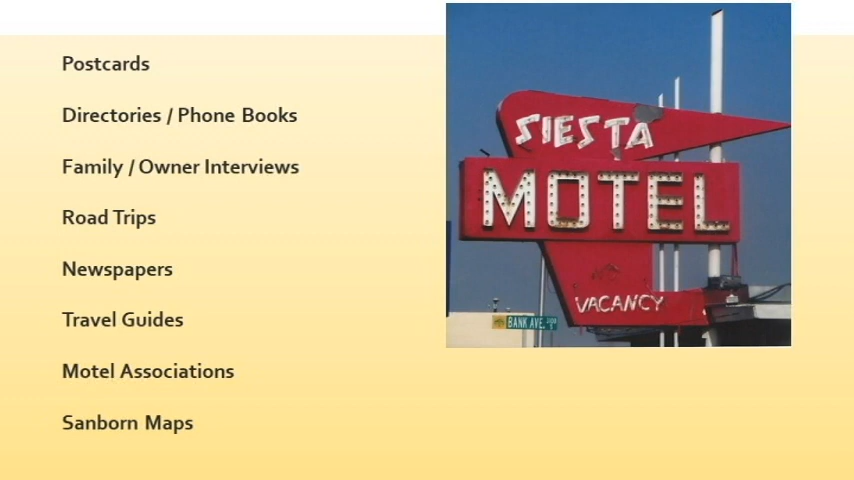 Postcards
Directories / Phone Books
Family / Owner Interviews
Road Trips
Newspapers
Travel Guides
Motel Associations
Sanborn Maps
SIESTA
MOTEL
VACANCY
BANK AVE.